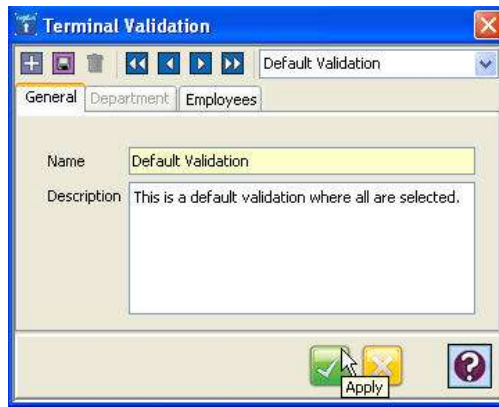 Terminal Validation
Default Validation
General Department Employees
Name Default Validation
Description This is a default validation where all are selected.
Apply